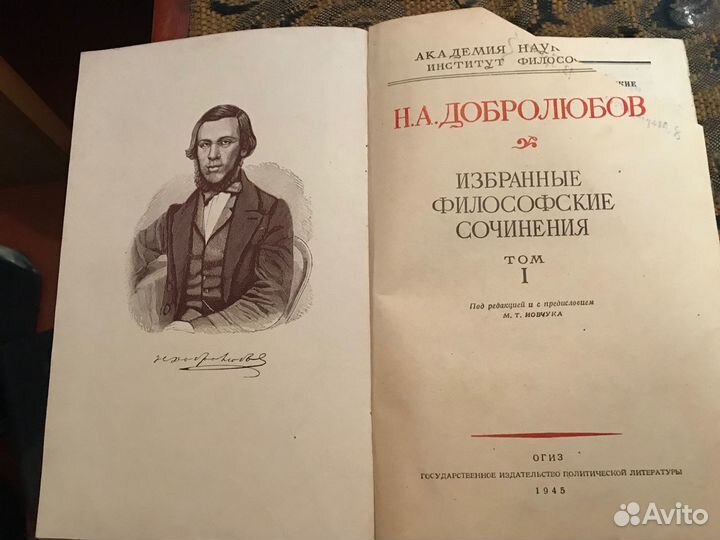 АКАДЕМИЯ НАУК
ИНСТИТУТ ФИЛОСО
Н.А.ДОБРОЛЮБОВ
ИЗБРАННЫЕ
ФИЛОСОФСКИЕ
СОЧИНЕНИЯ
ТОМ
I
Под редакцией и с предисловием
М. Т. ИОВЧУКА
ОГИЗ
ГОСУДАРСТВЕННОЕ ИЗДАТЕЛЬСТВО ПОЛИТИЧЕСКОЙ ЛИТЕРАТУРЫ
1945
Avito